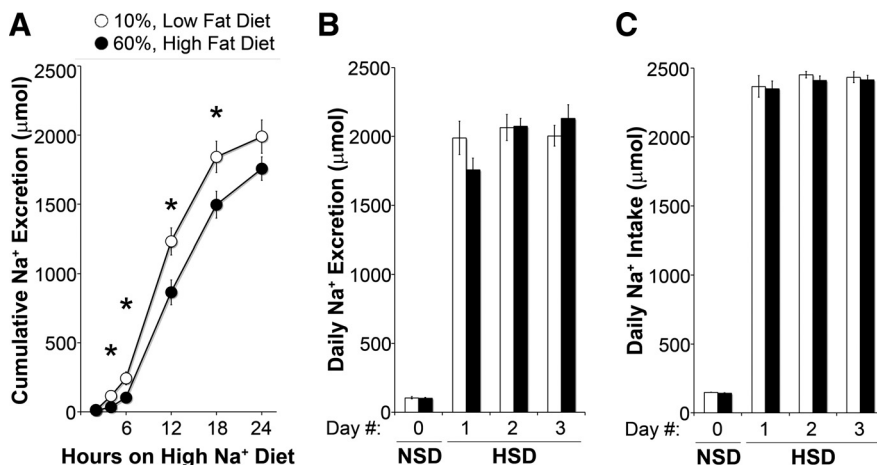 A
10%, Low Fat Diet
60%, High Fat Diet
Cumulative Na⁺ Excretion (μmol)
2500
2000
1500
1000
500
0
* * * * *
6 12 18 24
Hours on High Na⁺ Diet
B
Daily Na⁺ Excretion (μmol)
2500
2000
1500
1000
500
0
Day #: 0 1 2 3
NSD HSD
C
Daily Na⁺ Intake (μmol)
2500
2000
1500
1000
500
0
Day #: 0 1 2 3
NSD HSD